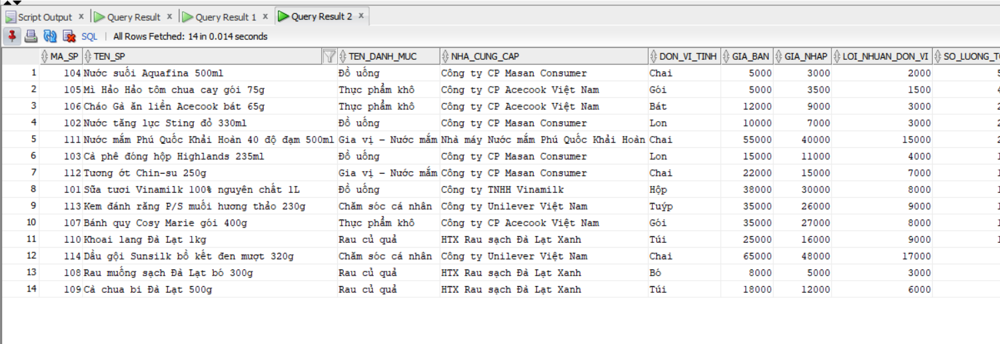 Script Output x Query Result x Query Result 1 x Query Result 2 x
SQL | All Rows Fetched: 14 in 0.014 seconds
MA_SP TEN_SP TEN_DANH_MUC NHA_CUNG_CAP DON_VI_TINH GIA_BAN GIA_NHAP LOI_NHUAN_DON_VI SO_LUONG_T
1 104 Nước suối Aquafina 500ml Đồ uống Công ty CP Masan Consumer Chai 5000 3000 2000
2 105 Mì Hảo Hảo tôm chua cay gói 75g Thực phẩm khô Công ty CP Acecook Việt Nam Gói 5000 3500 1500
3 106 Cháo Gà ăn liền Acecook bát 65g Thực phẩm khô Công ty CP Acecook Việt Nam Bát 12000 9000 3000
4 102 Nước tăng lực Sting đỏ 330ml Đồ uống Công ty CP Masan Consumer Lon 10000 7000 3000
5 111 Nước mắm Phú Quốc Khải Hoàn 40 độ đạm 500ml Gia vị - Nước mắm Nhà máy Nước mắm Phú Quốc Khải Hoàn Chai 55000 40000 15000
6 103 Cà phê đóng hộp Highlands 235ml Đồ uống Công ty CP Masan Consumer Lon 15000 11000 4000
7 112 Tương ớt Chin-su 250g Gia vị - Nước mắm Công ty CP Masan Consumer Chai 22000 15000 7000
8 101 Sữa tươi Vinamilk 100% nguyên chất 1L Đồ uống Công ty TNHH Vinamilk Hộp 38000 30000 8000
9 113 Kem đánh răng P/S muối hương thảo 230g Chăm sóc cá nhân Công ty Unilever Việt Nam Tuýp 35000 26000 9000
10 107 Bánh quy Cosy Marie gói 400g Thực phẩm khô Công ty CP Acecook Việt Nam Gói 35000 27000 8000
11 110 Khoai lang Đà Lạt 1kg Rau củ quả HTX Rau sạch Đà Lạt Xanh Túi 25000 16000 9000
12 114 Dầu gội Sunsilk bồ kết đen mượt 320g Chăm sóc cá nhân Công ty Unilever Việt Nam Chai 65000 48000 17000
13 108 Rau muống sạch Đà Lạt bó 300g Rau củ quả HTX Rau sạch Đà Lạt Xanh Bó 8000 5000 3000
14 109 Cà chua bi Đà Lạt 500g Rau củ quả HTX Rau sạch Đà Lạt Xanh Túi 18000 12000 6000